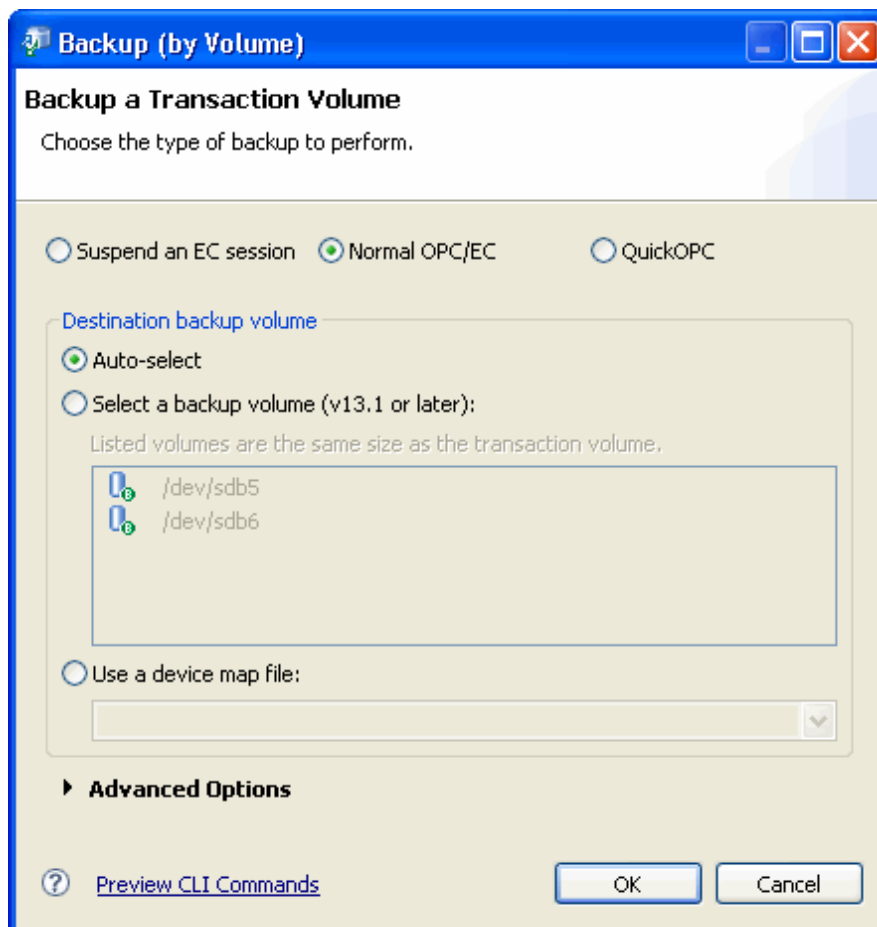 Backup (by Volume)
Backup a Transaction Volume
Choose the type of backup to perform.
Suspend an EC session Normal OPC/EC QuickOPC
Destination backup volume
Auto-select
Select a backup volume (v13.1 or later):
Listed volumes are the same size as the transaction volume.
/dev/sdb5
/dev/sdb6
Use a device map file:
Advanced Options
Preview CLI Commands OK Cancel